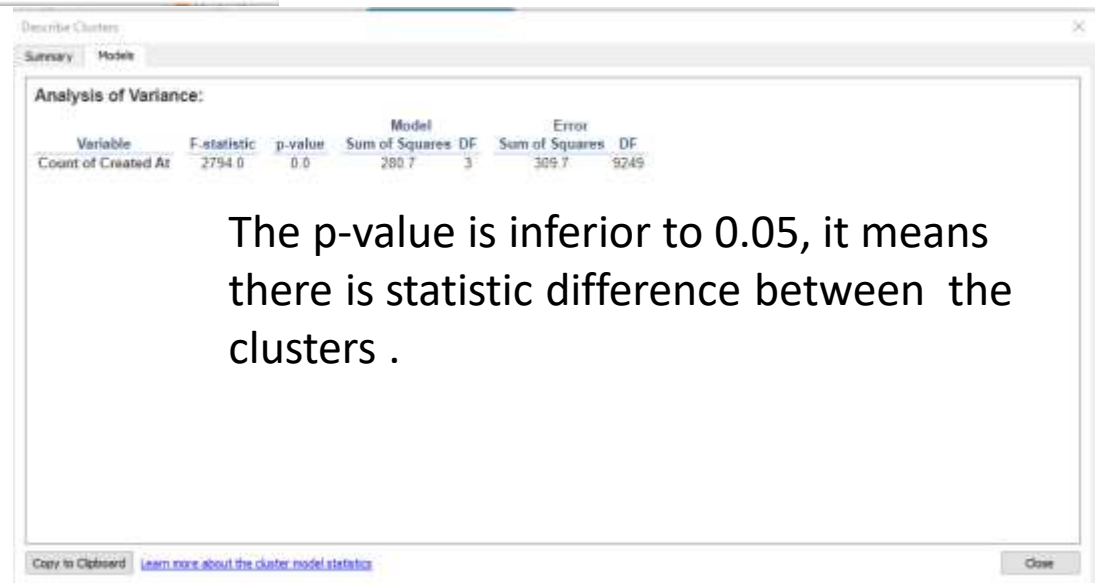 Describe Clusters
Summary Models
Analysis of Variance:
Model Error
Variable F-statistic p-value Sum of Squares DF Sum of Squares DF
Count of Created At 2794.0 0.0 280.7 3 309.7 9249
The p-value is inferior to 0.05, it means
there is statistic difference between the
clusters .
Copy to Clipboard Learn more about the cluster model statistics Close